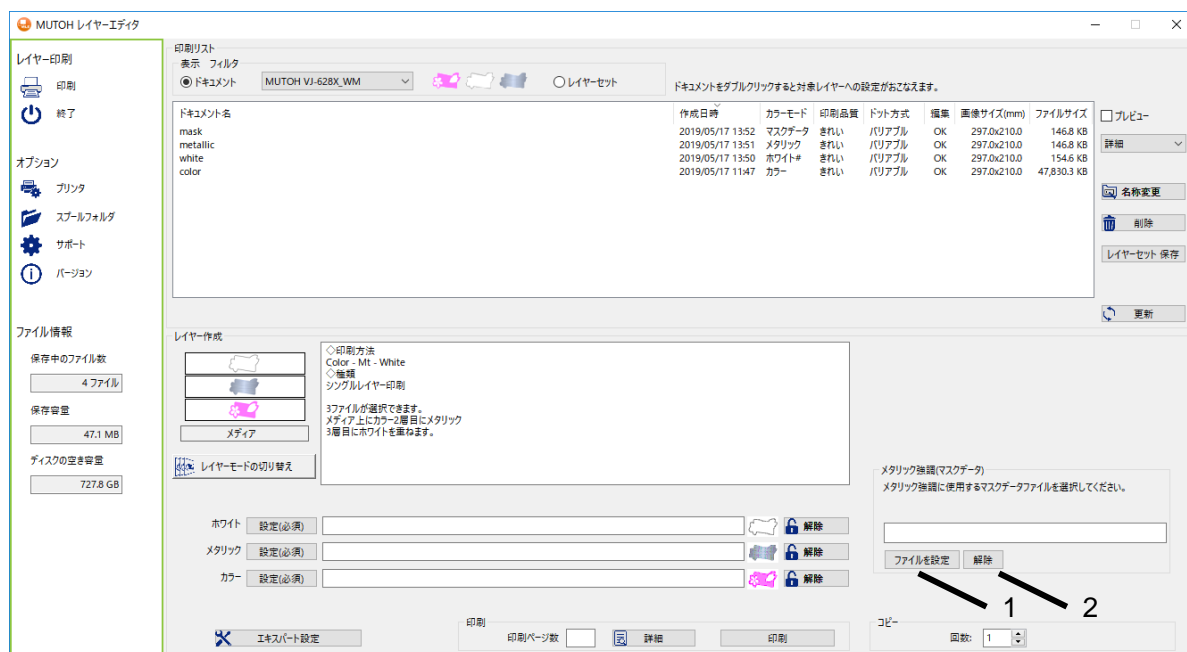 MUTOH レイヤーエディタ
レイヤー印刷
印刷
終了
オプション
プリンタ
スプールフォルダ
サポート
バージョン
ファイル情報
保存中のファイル数
4 ファイル
保存容量
47.1 MB
ディスクの空き容量
727.8 GB
印刷リスト
表示 フィルタ
ドキュメント MUTOH VJ-628X_WM レイヤーセット
ドキュメントをダブルクリックすると対象レイヤーへの設定がおこなえます。
ドキュメント名 作成日時 カラーモード 印刷品質 ドット方式 編集 画像サイズ(mm) ファイルサイズ
mask 2019/05/17 13:52 マスクデータ きれい バリアブル OK 297.0x210.0 146.8 KB
metallic 2019/05/17 13:51 メタリック きれい バリアブル OK 297.0x210.0 146.8 KB
white 2019/05/17 13:50 ホワイト# きれい バリアブル OK 297.0x210.0 154.6 KB
color 2019/05/17 11:47 カラー きれい バリアブル OK 297.0x210.0 47,830.3 KB
プレビュー
詳細
名称変更
削除
レイヤーセット 保存
更新
レイヤー作成
メディア
レイヤーモードの切り替え
◇印刷方法
Color - Mt - White
◇種類
シングルレイヤー印刷
3ファイルが選択できます。
メディア上にカラー2層目にメタリック
3層目にホワイトを重ねます。
ホワイト 設定(必須) 解除
メタリック 設定(必須) 解除
カラー 設定(必須) 解除
メタリック強調(マスクデータ)
メタリック強調に使用するマスクデータファイルを選択してください。
ファイルを設定 解除
1 2
エキスパート設定
印刷
印刷ページ数 詳細 印刷
コピー
回数: 1